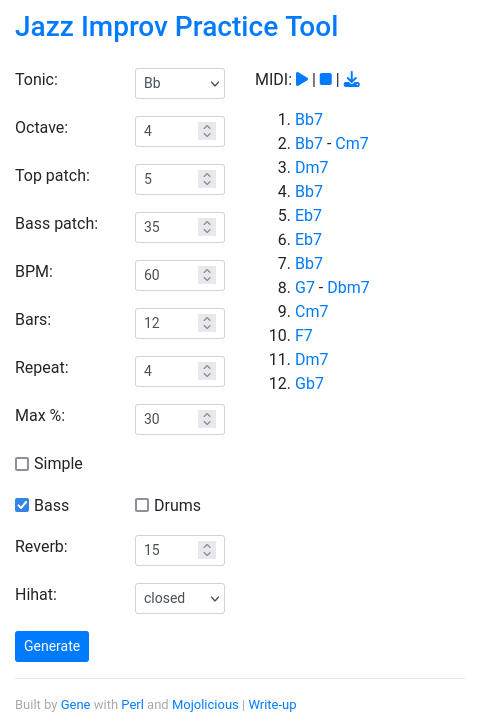 Jazz Improv Practice Tool
Tonic: Bb
Octave: 4
Top patch: 5
Bass patch: 35
BPM: 60
Bars: 12
Repeat: 4
Max %: 30
Simple
Bass Drums
Reverb: 15
Hihat: closed
Generate
MIDI: | |
1. Bb7
2. Bb7 - Cm7
3. Dm7
4. Bb7
5. Eb7
6. Eb7
7. Bb7
8. G7 - Dbm7
9. Cm7
10. F7
11. Dm7
12. Gb7
Built by Gene with Perl and Mojolicious | Write-up